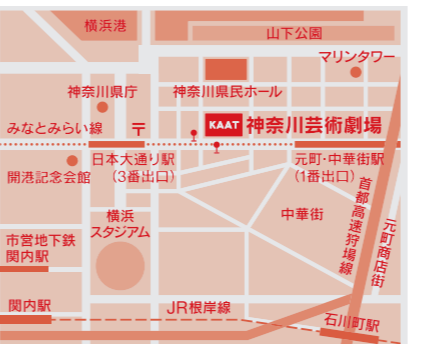 横浜港
山下公園
マリンタワー
神奈川県庁
神奈川県民ホール
みなとみらい線
〒
KAAT 神奈川芸術劇場
開港記念会館
日本大通り駅
（3番出口）
元町・中華街駅
（1番出口）
横浜
スタジアム
中華街
首都高速狩場線
元町商店街
市営地下鉄
関内駅
関内駅
JR根岸線
石川町駅